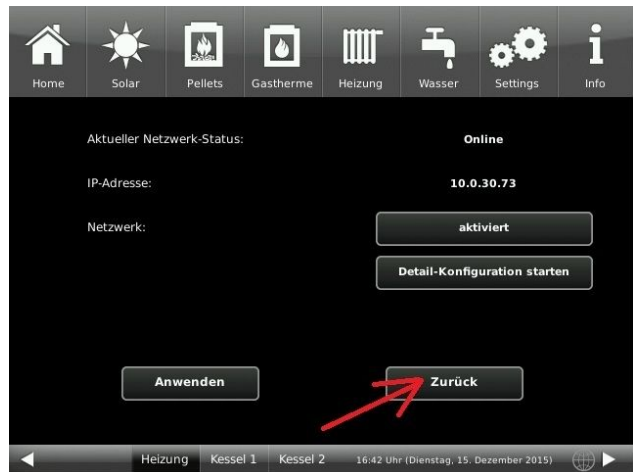 Home Solar Pellets Gastherme Heizung Wasser Settings Info
Aktueller Netzwerk-Status: Online
IP-Adresse: 10.0.30.73
Netzwerk: aktiviert
Detail-Konfiguration starten
Anwenden Zurück
Heizung Kessel 1 Kessel 2 16:42 Uhr (Dienstag, 15. Dezember 2015)